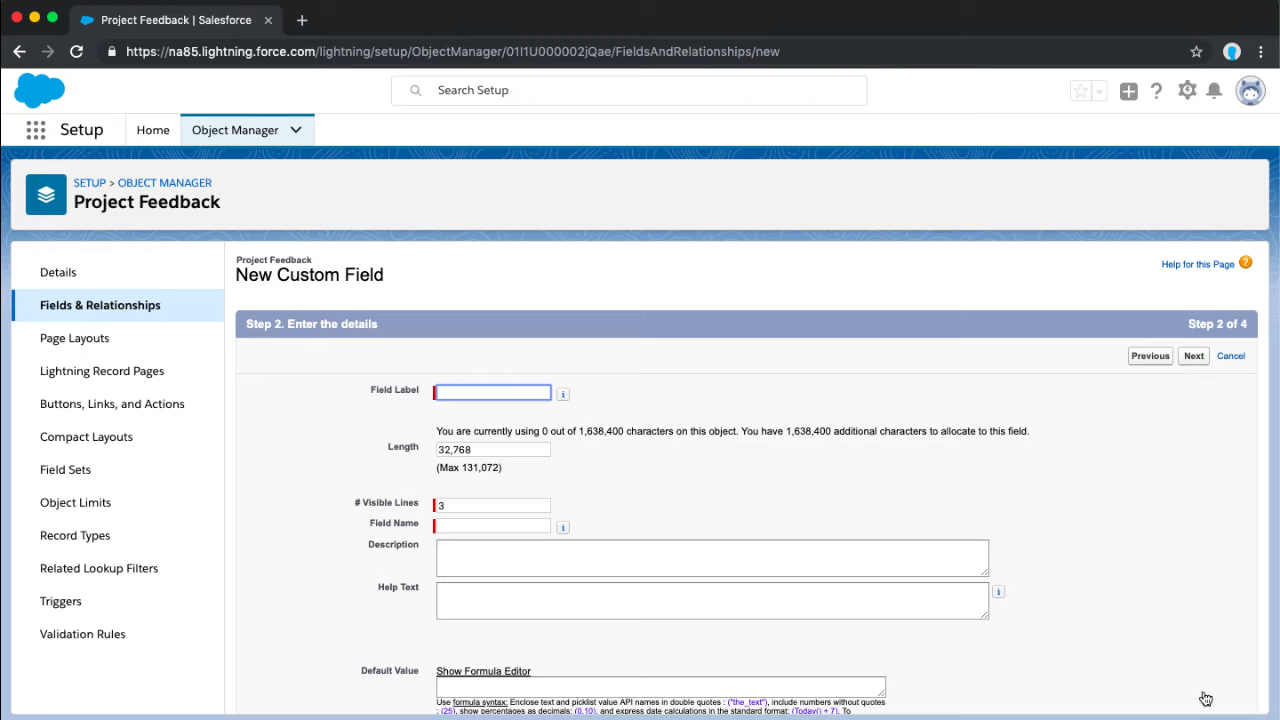 Project Feedback | Salesforce
https://na85.lightning.force.com/lightning/setup/ObjectManager/01I1U000002jQae/FieldsAndRelationships/new
Search Setup
Setup
Home
Object Manager
SETUP > OBJECT MANAGER
Project Feedback
Details
Fields & Relationships
Page Layouts
Lightning Record Pages
Buttons, Links, and Actions
Compact Layouts
Field Sets
Object Limits
Record Types
Related Lookup Filters
Triggers
Validation Rules
Project Feedback
New Custom Field
Help for this Page
Step 2. Enter the details
Step 2 of 4
Previous
Next
Cancel
Field Label
You are currently using 0 out of 1,638,400 characters on this object. You have 1,638,400 additional characters to allocate to this field.
Length
32,768
(Max 131,072)
# Visible Lines
3
Field Name
Description
Help Text
Default Value
Show Formula Editor
Use formula syntax: Enclose text and picklist value API names in double quotes : ("the_text"), include numbers without quotes
: (25), show percentages as decimals: (0.10), and express date calculations in the standard format: (Today() + 7). To